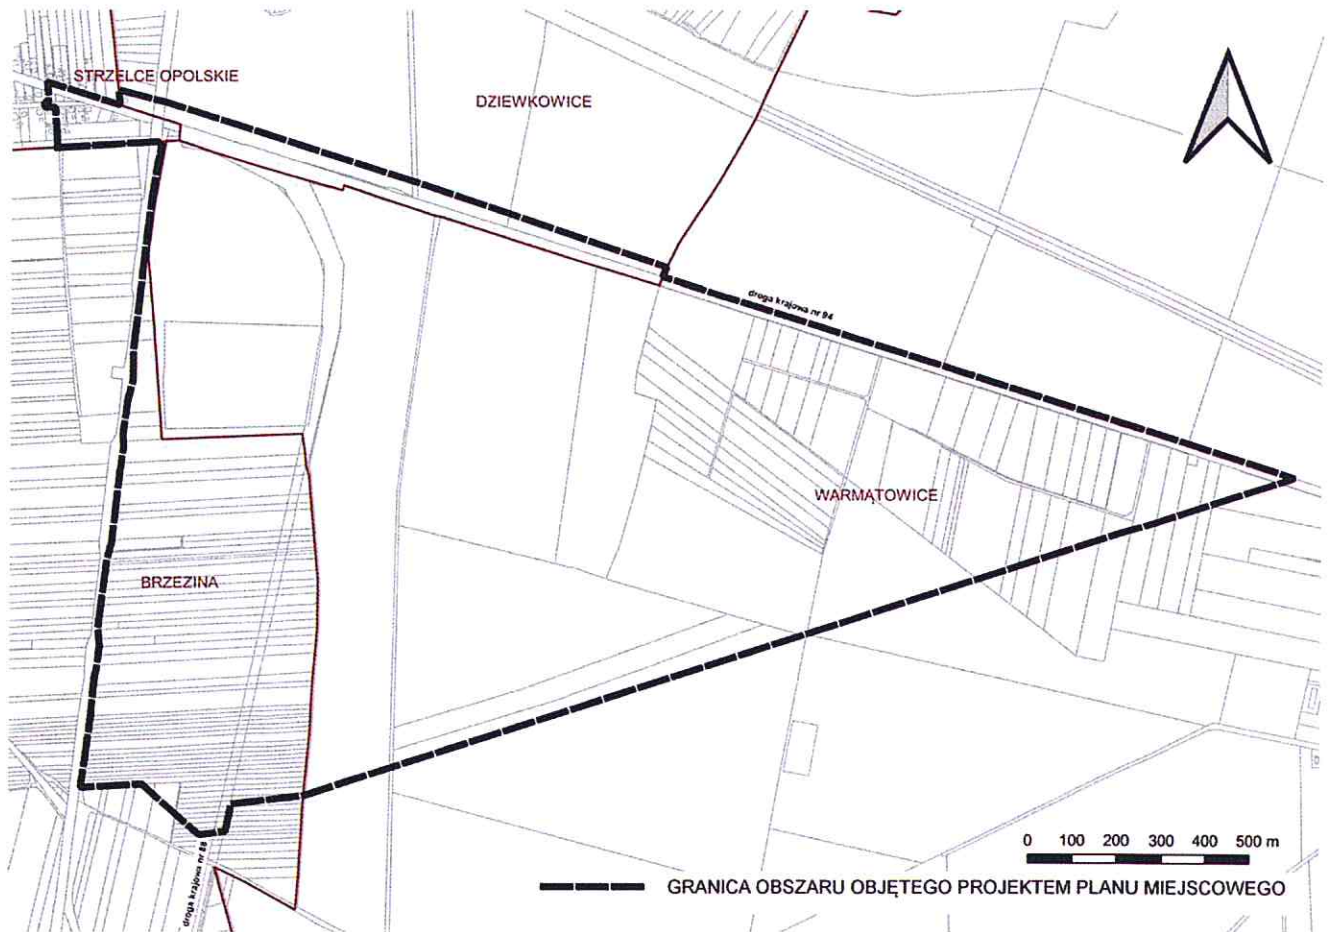 STRZELCE OPOLSKIE
DZIEWKOWICE
droga krajowa nr 94
WARMĄTOWICE
BRZEZINA
droga krajowa nr 88
0 100 200 300 400 500 m
GRANICA OBSZARU OBJĘTEGO PROJEKTEM PLANU MIEJSCOWEGO